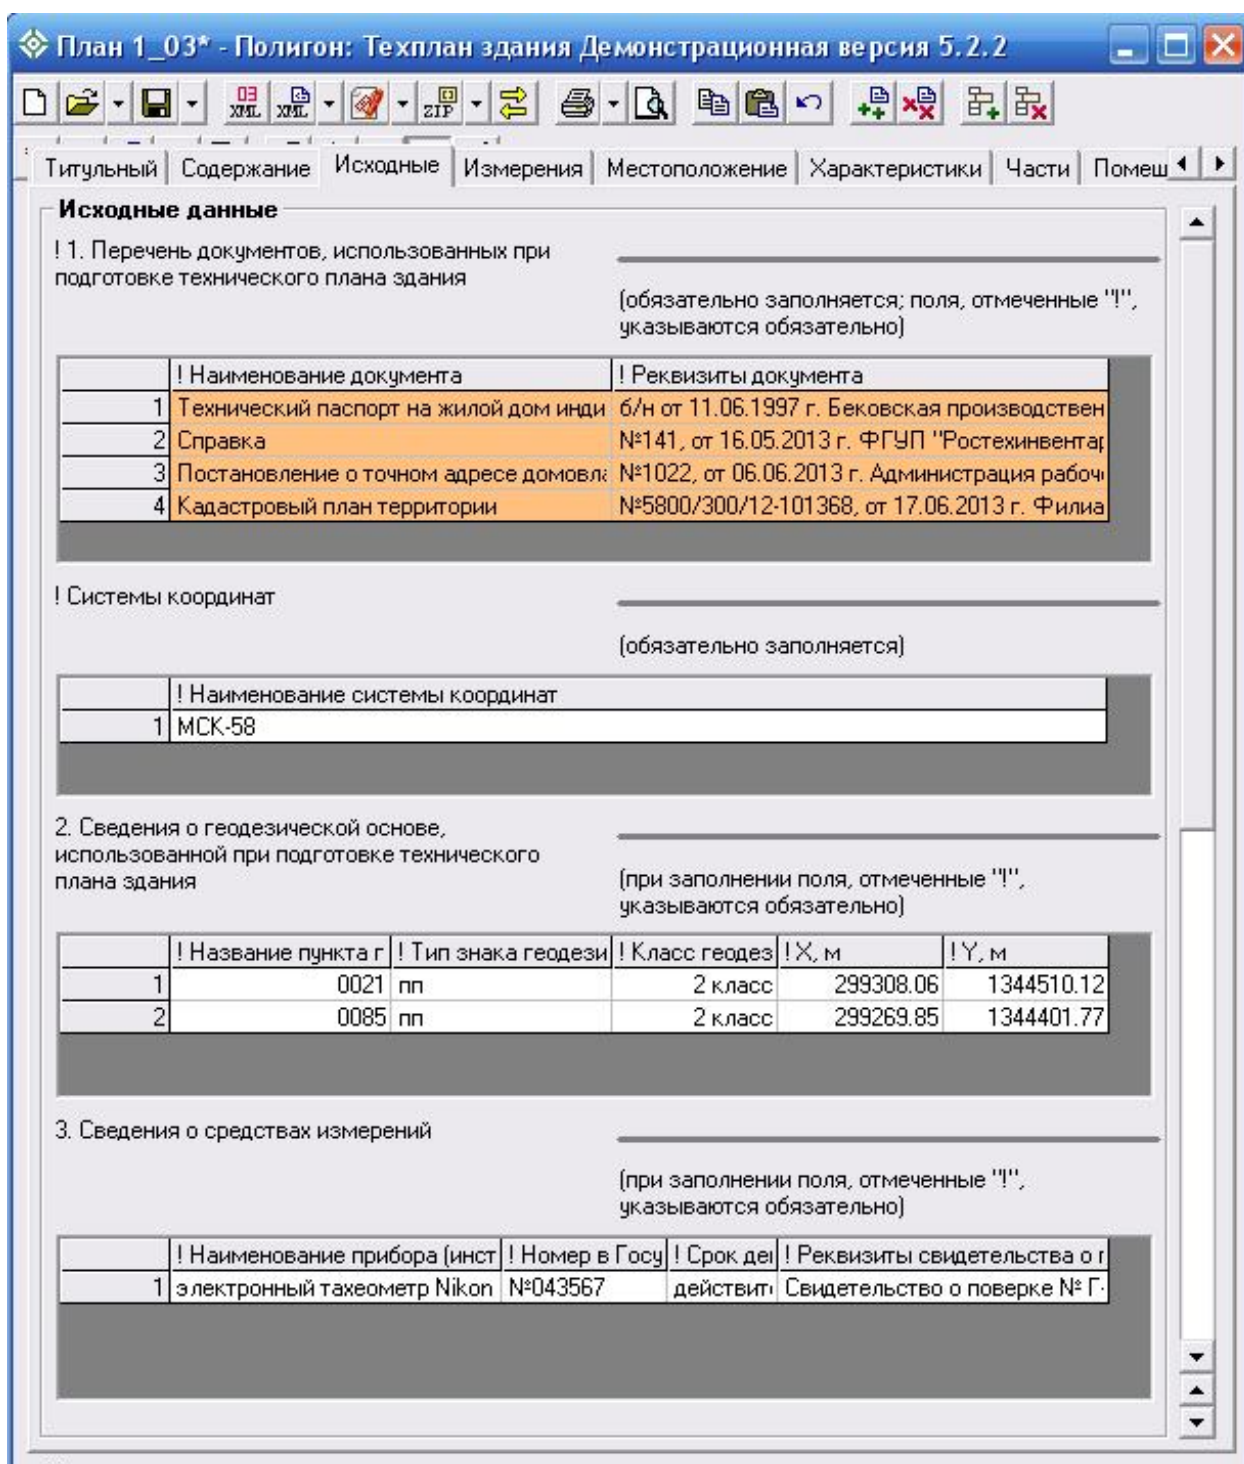 План 1_03* - Полигон: Техплан здания Демонстрационная версия 5.2.2
03 XML XML ZIP
Титульный Содержание Исходные Измерения Местоположение Характеристики Части Помещ
Исходные данные
! 1. Перечень документов, использованных при
подготовке технического плана здания
(обязательно заполняется; поля, отмеченные "!",
указываются обязательно)
! Наименование документа ! Реквизиты документа
1 Технический паспорт на жилой дом инди б/н от 11.06.1997 г. Бековская производствен
2 Справка №141, от 16.05.2013 г. ФГУП "Ростехинвентар
3 Постановление о точном адресе домовла №1022, от 06.06.2013 г. Администрация рабоч
4 Кадастровый план территории №5800/300/12-101368, от 17.06.2013 г. Филиа
! Системы координат
(обязательно заполняется)
! Наименование системы координат
1 МСК-58
2. Сведения о геодезической основе,
использованной при подготовке технического
плана здания
(при заполнении поля, отмеченные "!",
указываются обязательно)
! Название пункта г ! Тип знака геодези ! Класс геодез ! X, м ! Y, м
1 0021 пп 2 класс 299308.06 1344510.12
2 0085 пп 2 класс 299269.85 1344401.77
3. Сведения о средствах измерений
(при заполнении поля, отмеченные "!",
указываются обязательно)
! Наименование прибора (инст ! Номер в Госу ! Срок деі ! Реквизиты свидетельства о п
1 электронный тахеометр Nikon №043567 действит Свидетельство о поверке № Г-